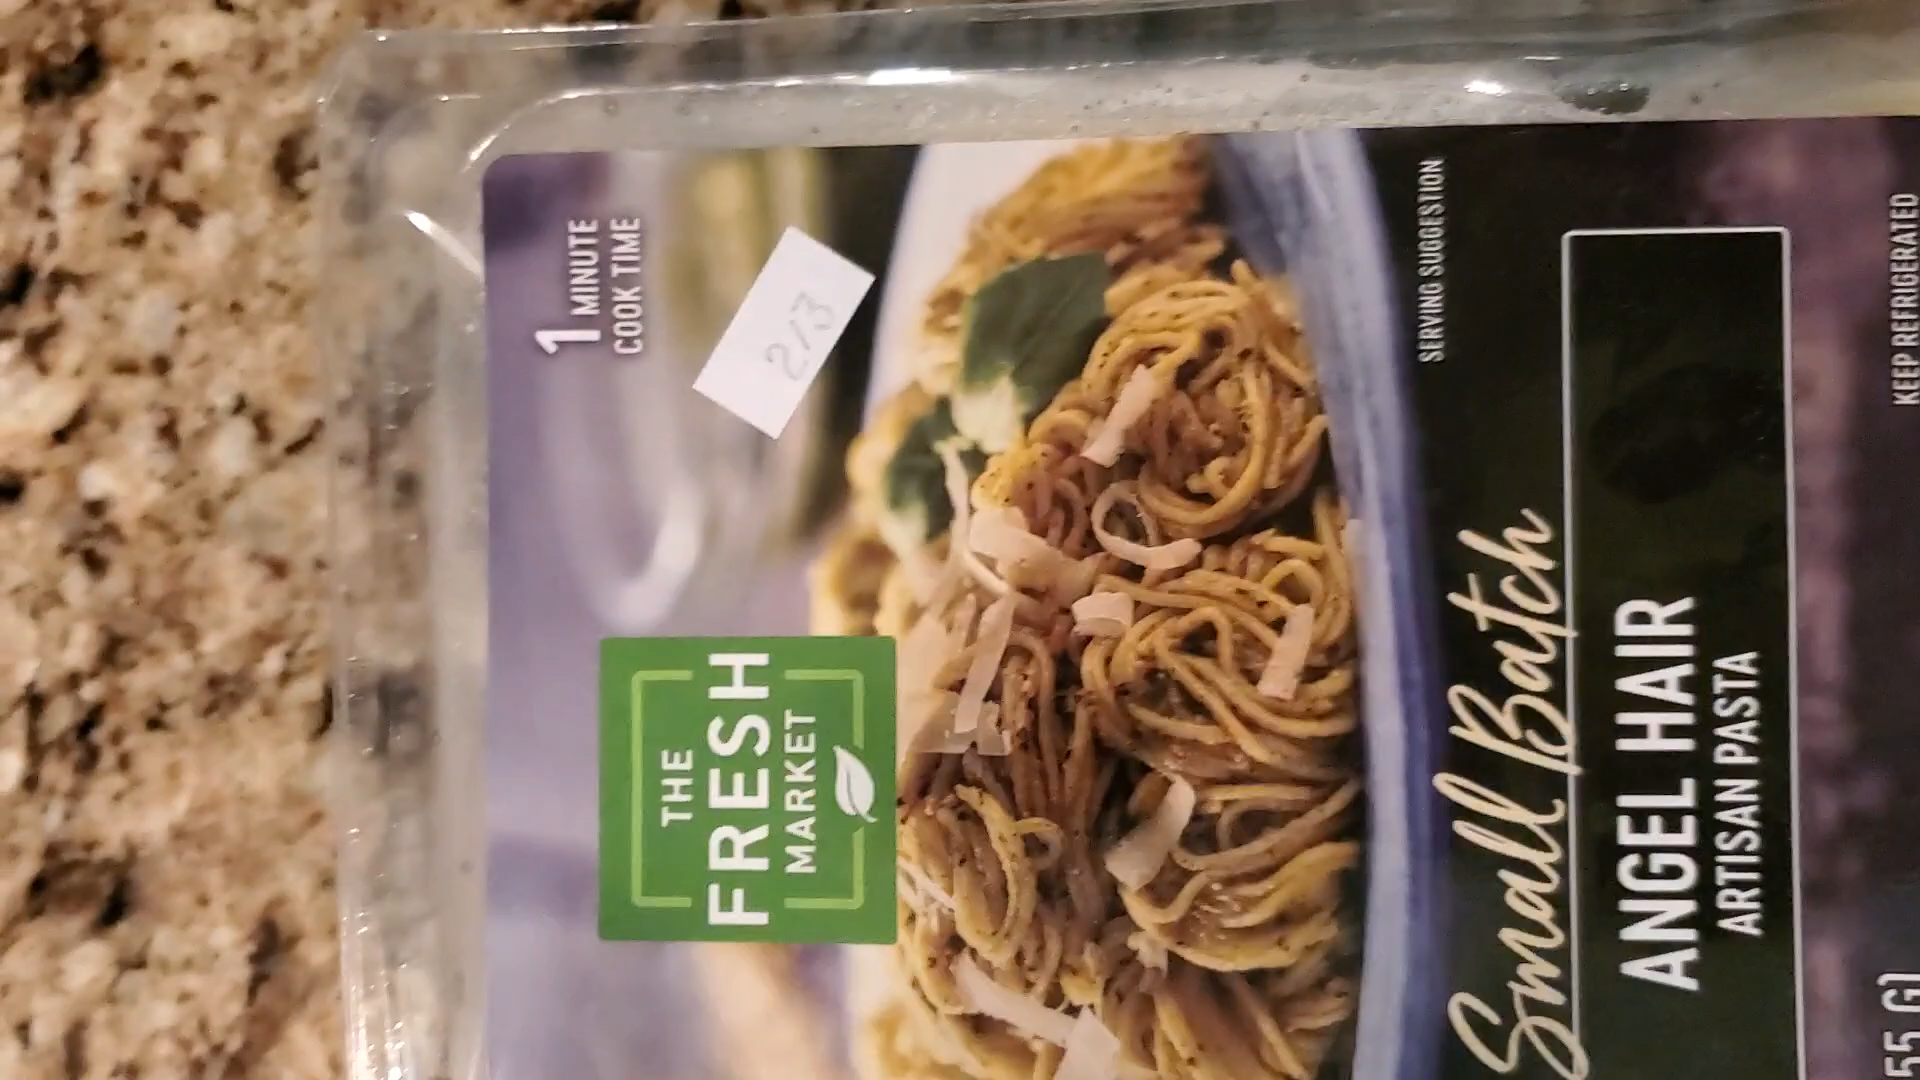 1 MINUTE
COOK TIME
2/3
THE
FRESH
MARKET
SERVING SUGGESTION
Small Batch
ANGEL HAIR
ARTISAN PASTA
KEEP REFRIGERATED
55 G]